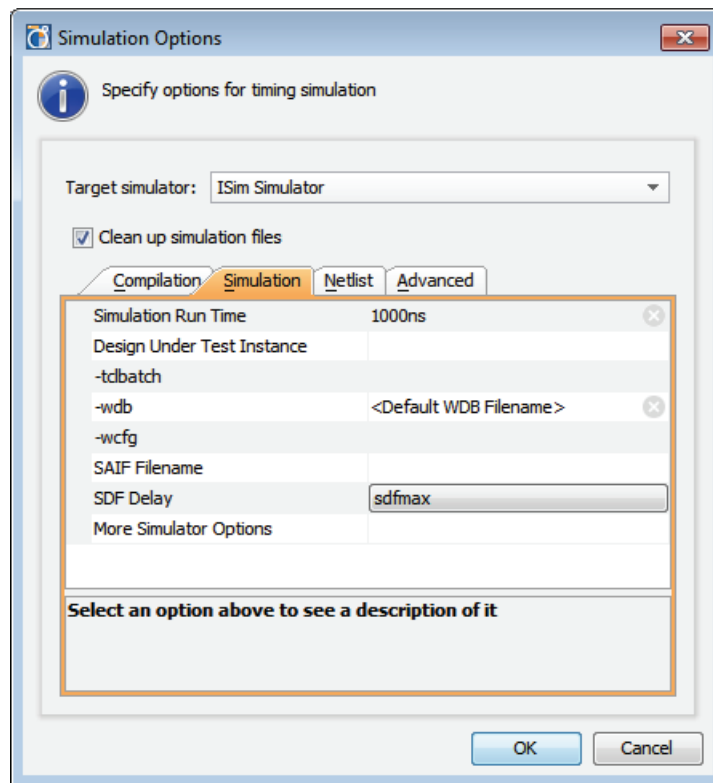 Simulation Options
Specify options for timing simulation
Target simulator: ISim Simulator
Clean up simulation files
Compilation Simulation Netlist Advanced
Simulation Run Time 1000ns
Design Under Test Instance
-tclbatch
-wdb <Default WDB Filename>
-wcfg
SAIF Filename
SDF Delay sdfmax
More Simulator Options
Select an option above to see a description of it
OK Cancel